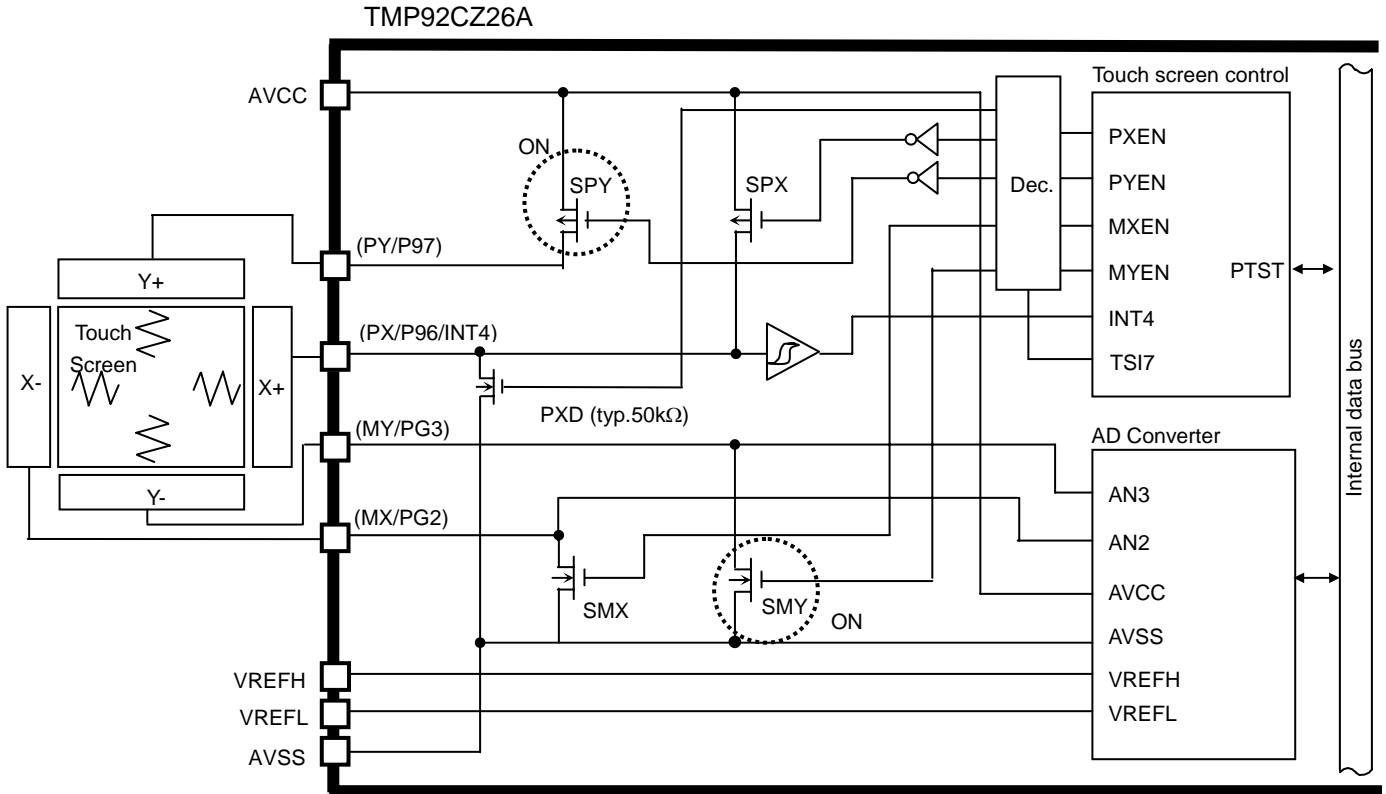 TMP92CZ26A
AVCC
Touch screen control
ON
SPY
SPX
Dec.
PXEN
PYEN
MXEN
MYEN
PTST
INT4
TSI7
(PY/P97)
Y+
(PX/P96/INT4)
Touch
Screen
X-
X+
PXD (typ.50kΩ)
(MY/PG3)
Y-
(MX/PG2)
SMX
SMY
ON
AD Converter
AN3
AN2
AVCC
AVSS
VREFH
VREFL
Internal data bus
VREFH
VREFL
AVSS